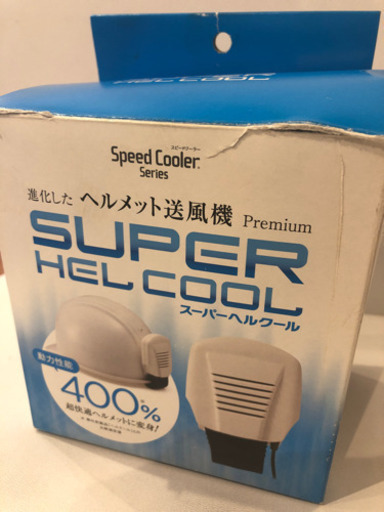 HEL COOL
スピードクーラー
Speed Cooler
Series
進化した ヘルメット送風機 Premium
SUPER
HEL COOL
スーパーヘルクール
動力性能
400%
超快適ヘルメットに変身!